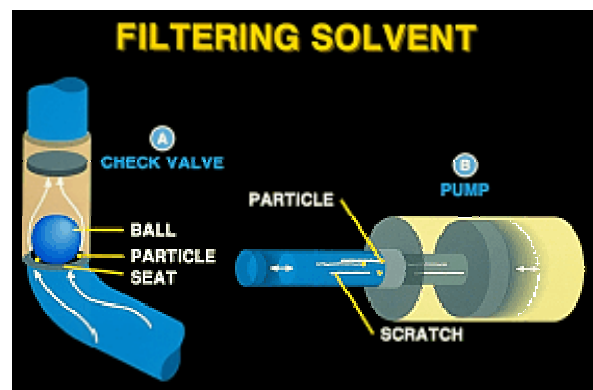 FILTERING SOLVENT
A
CHECK VALVE
BALL
PARTICLE
SEAT
B
PUMP
PARTICLE
SCRATCH